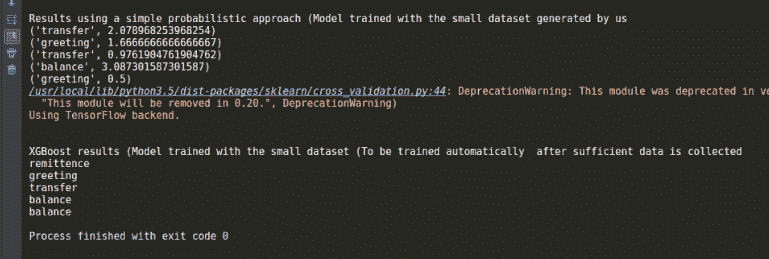 Results using a simple probabilistic approach (Model trained with the small dataset generated by us
('transfer', 2.078968253968254)
('greeting', 1.6666666666666667)
('transfer', 0.9761904761904762)
('balance', 3.087301587301587)
('greeting', 0.5)
/usr/local/lib/python3.5/dist-packages/sklearn/cross_validation.py:44: DeprecationWarning: This module was deprecated in ve
"This module will be removed in 0.20.", DeprecationWarning)
Using TensorFlow backend.
XGBoost results (Model trained with the small dataset (To be trained automatically  after sufficient data is collected
remittence
greeting
transfer
balance
balance
Process finished with exit code 0